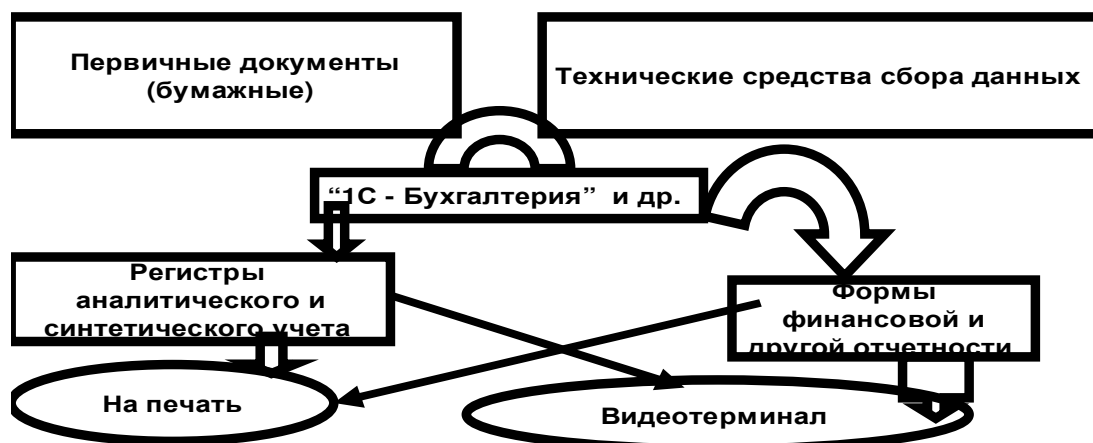 Первичные документы
(бумажные)
Технические средства сбора данных
“1С - Бухгалтерия” и др.
Регистры
аналитического и
синтетического учета
Формы
финансовой и
другой отчетности
На печать
Видеотерминал